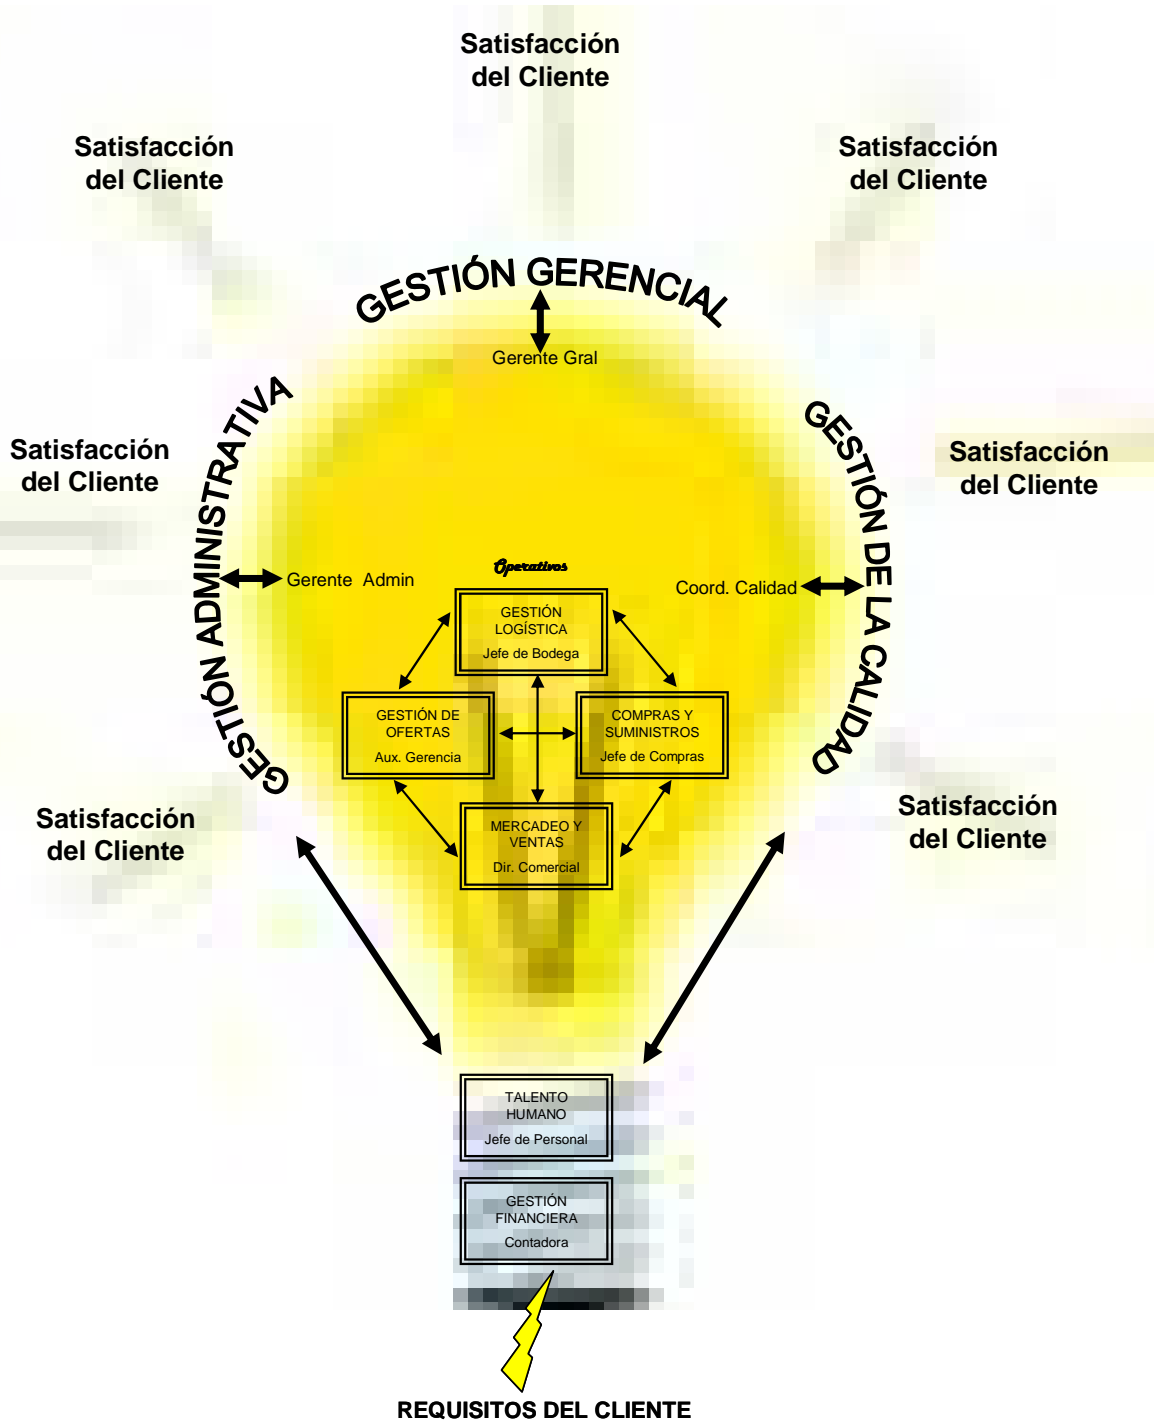 Satisfacción
del Cliente
Satisfacción
del Cliente
Satisfacción
del Cliente
GESTIÓN GERENCIAL
Gerente Gral
GESTIÓN ADMINISTRATIVA
GESTIÓN DE LA CALIDAD
Satisfacción
del Cliente
Satisfacción
del Cliente
Operativos
Gerente Admin
Coord. Calidad
GESTIÓN
LOGÍSTICA
Jefe de Bodega
GESTIÓN DE
OFERTAS
Aux. Gerencia
COMPRAS Y
SUMINISTROS
Jefe de Compras
MERCADEO Y
VENTAS
Dir. Comercial
Satisfacción
del Cliente
Satisfacción
del Cliente
TALENTO
HUMANO
Jefe de Personal
GESTIÓN
FINANCIERA
Contadora
REQUISITOS DEL CLIENTE